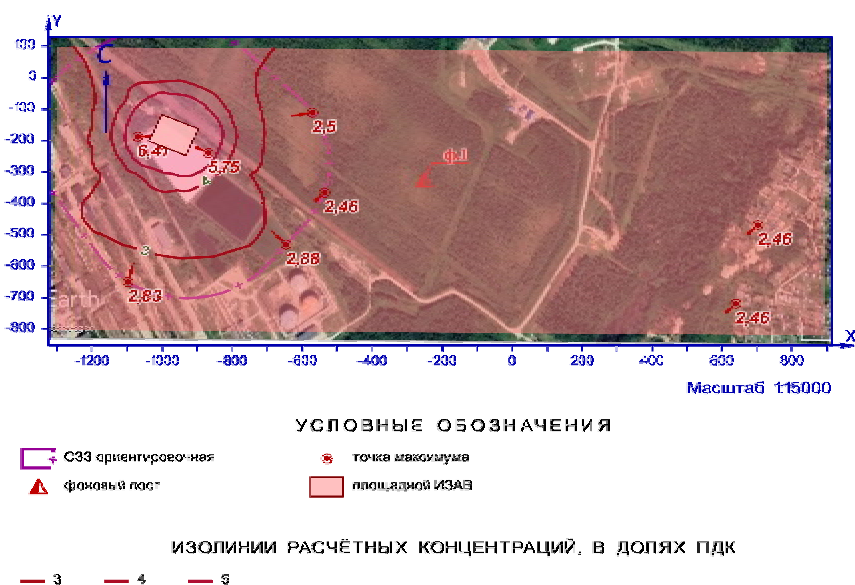 Y
100
0
-100
-200
-300
-400
-500
-600
-700
-800
С
6,41
5,75
2,5
ф.1
4
2,46
3
2,88
2,46
2,83
2,46
arth
-1200 -1000 -800 -600 -400 -200 0 200 400 600 800
X
Масштаб 1:15000
УСЛОВНЫЕ ОБОЗНАЧЕНИЯ
СЗЗ ориентировочная
точка максимума
фоновый пост
площадной ИЗАВ
ИЗОЛИНИИ РАСЧЁТНЫХ КОНЦЕНТРАЦИЙ, В ДОЛЯХ ПДК
3 4 5